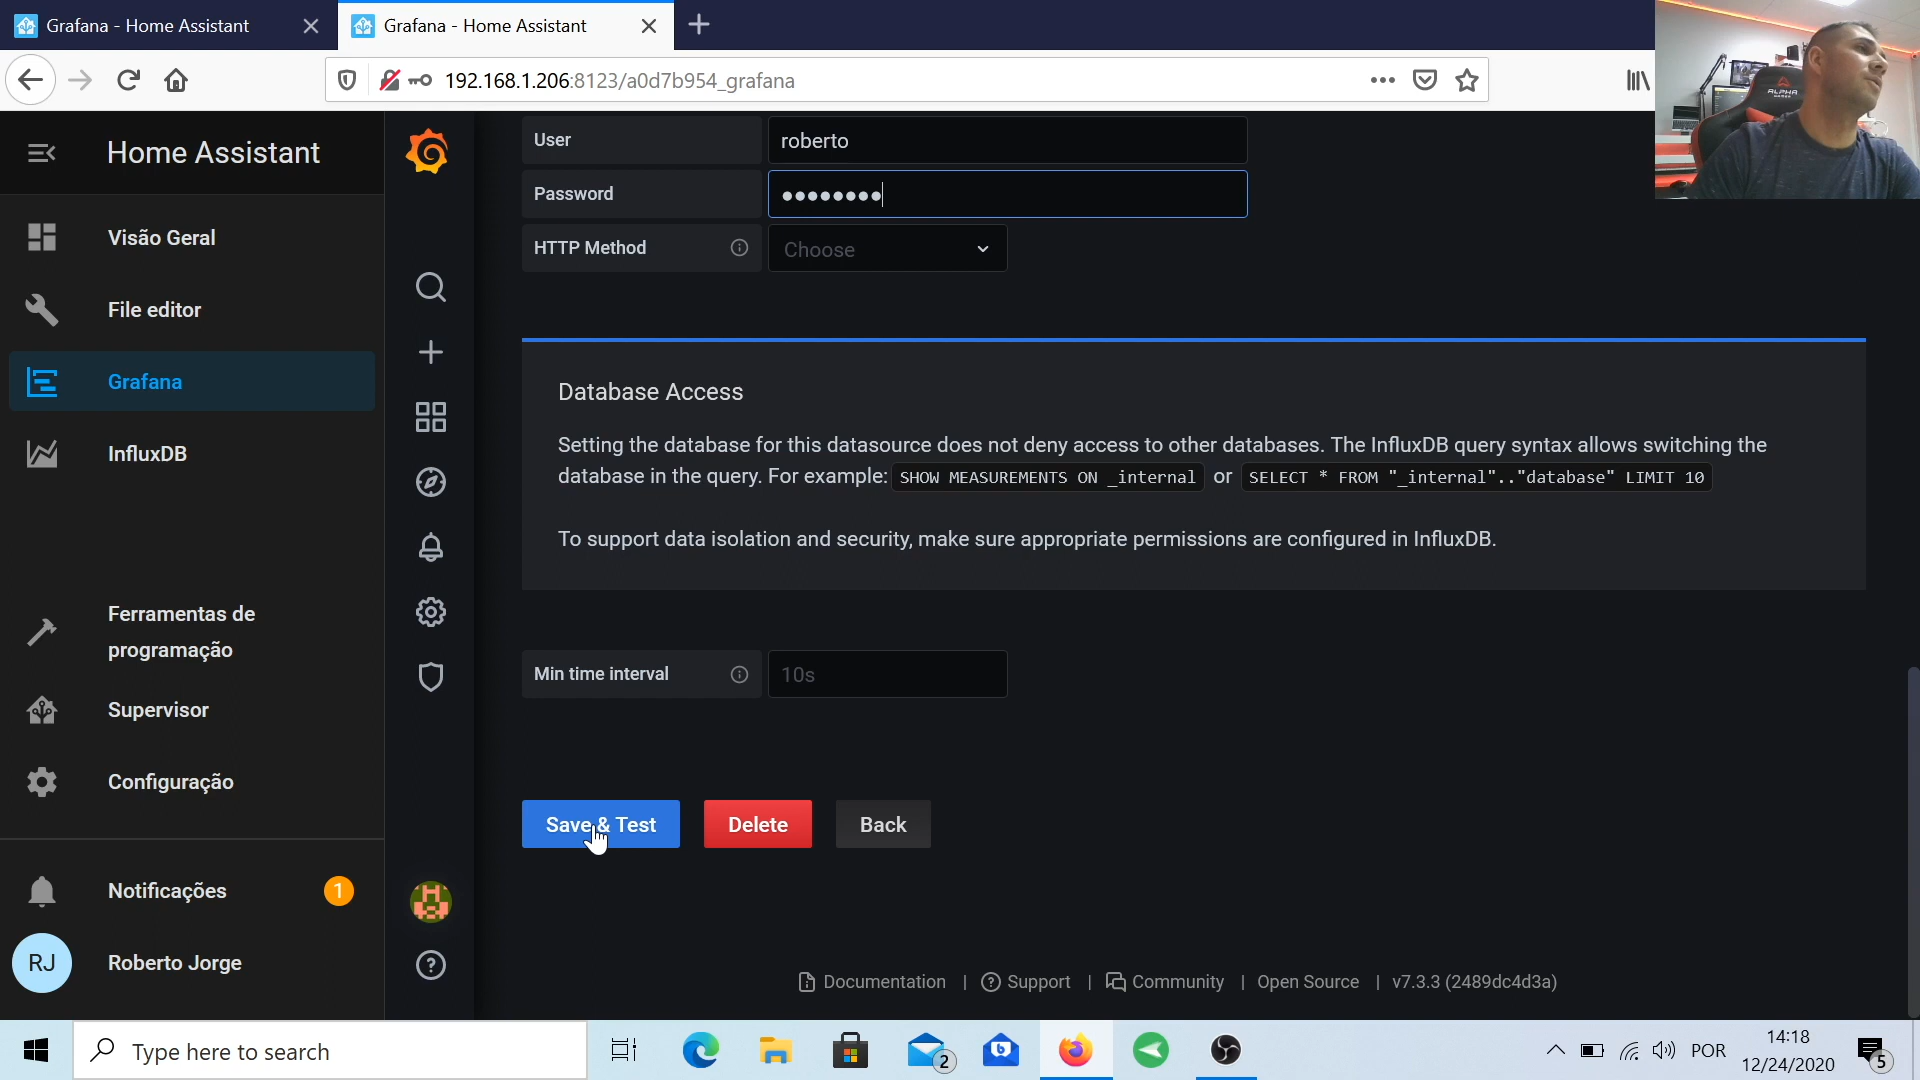 Grafana - Home Assistant
Grafana - Home Assistant
192.168.1.206:8123/a0d7b954_grafana
ALPHA
Home Assistant
Visão Geral
File editor
Grafana
InfluxDB
Ferramentas de
programação
Supervisor
Configuração
Notificações 1
RJ Roberto Jorge
User roberto
Password ••••••••
HTTP Method Choose
Database Access
Setting the database for this datasource does not deny access to other databases. The InfluxDB query syntax allows switching the
database in the query. For example: SHOW MEASUREMENTS ON _internal or SELECT * FROM "_internal".."database" LIMIT 10
To support data isolation and security, make sure appropriate permissions are configured in InfluxDB.
Min time interval 10s
Save & Test Delete Back
Documentation | Support | Community | Open Source | v7.3.3 (2489dc4d3a)
Type here to search
2
POR
14:18
12/24/2020
5